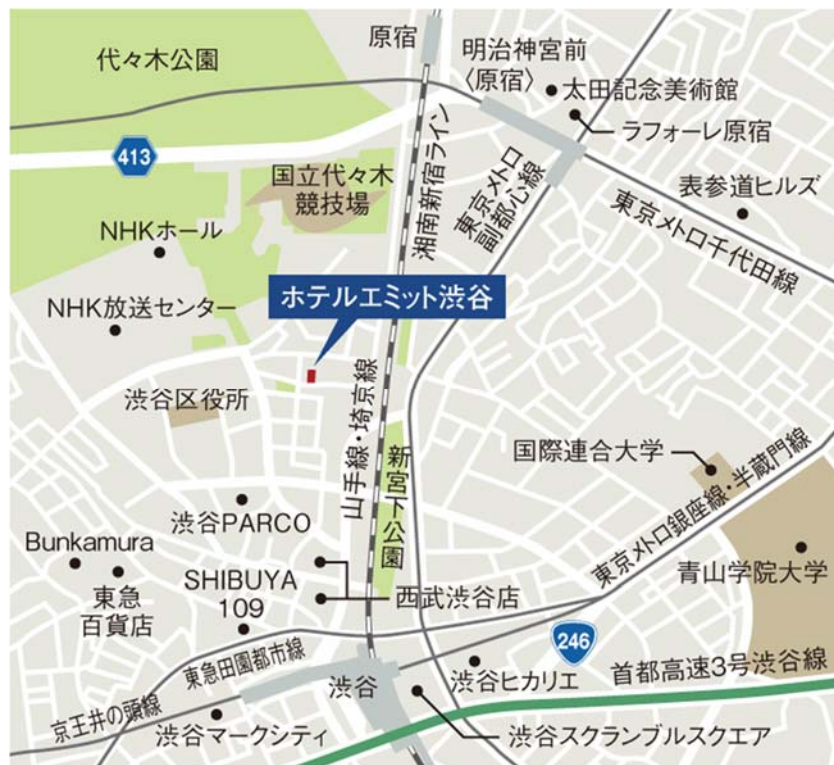 原宿
代々木公園
明治神宮前
〈原宿〉
太田記念美術館
ラフォーレ原宿
413
国立代々木
競技場
湘南新宿ライン
東京メトロ
副都心線
表参道ヒルズ
東京メトロ千代田線
NHKホール
NHK放送センター
ホテルエミット渋谷
渋谷区役所
山手線・埼京線
新宮下公園
国際連合大学
東京メトロ銀座線・半蔵門線
渋谷PARCO
Bunkamura
東急
百貨店
SHIBUYA
109
西武渋谷店
青山学院大学
246
東急田園都市線
京王井の頭線
渋谷
渋谷ヒカリエ
首都高速3号渋谷線
渋谷マークシティ
渋谷スクランブルスクエア